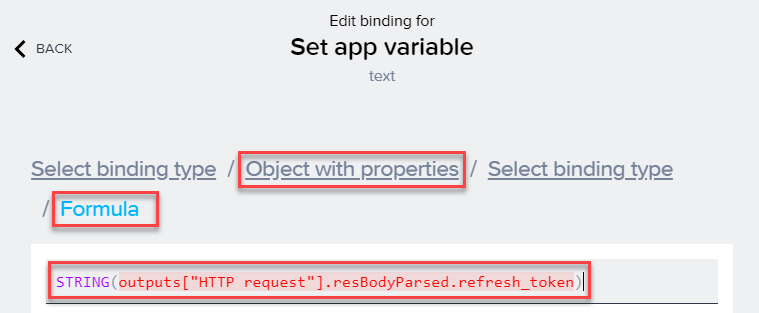 Edit binding for
BACK
Set app variable
text
Select binding type / Object with properties / Select binding type
/ Formula
STRING(outputs["HTTP request"].resBodyParsed.refresh_token)